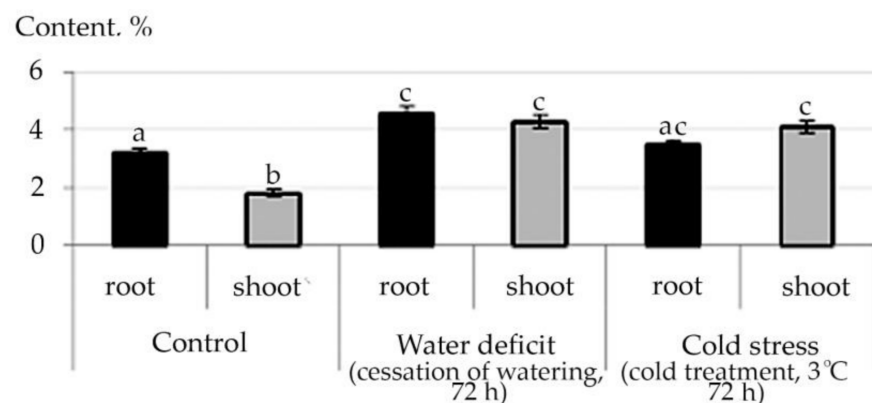 Content. %
6
4
2
0
a
b
c
c
ac
c
root shoot root shoot root shoot
Control Water deficit Cold stress
(cessation of watering, (cold treatment, 3°C
72 h) 72 h)